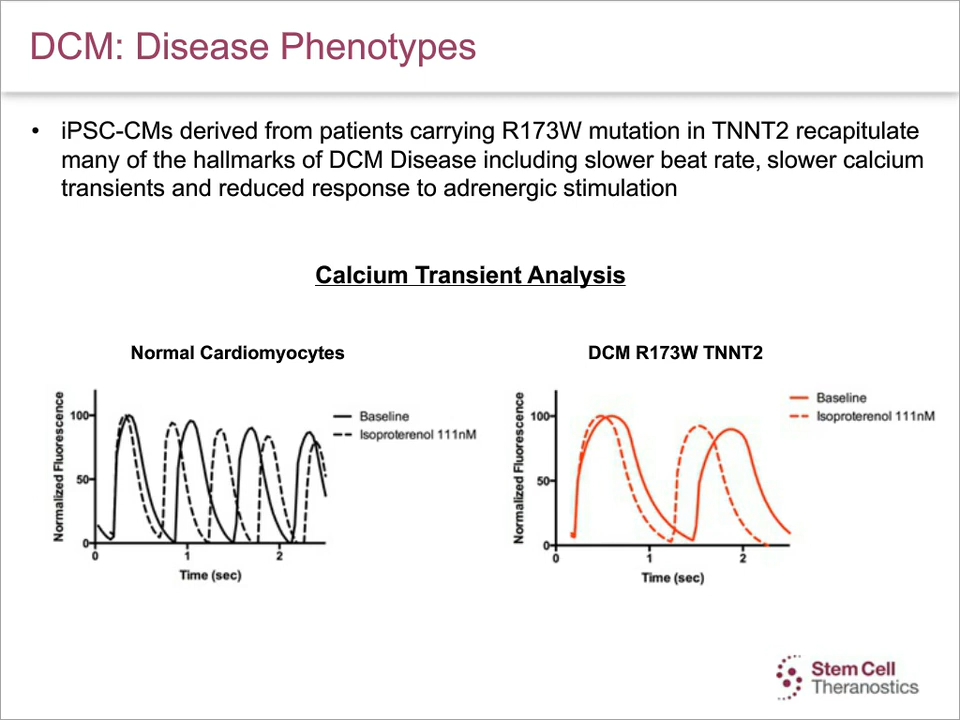 DCM: Disease Phenotypes
• iPSC-CMs derived from patients carrying R173W mutation in TNNT2 recapitulate
many of the hallmarks of DCM Disease including slower beat rate, slower calcium
transients and reduced response to adrenergic stimulation
Calcium Transient Analysis
Normal Cardiomyocytes
Normalized Fluorescence
100
50
0
0
1
2
Time (sec)
Baseline
Isoproterenol 111nM
DCM R173W TNNT2
Normalized Fluorescence
100
50
0
0
1
2
Time (sec)
Baseline
Isoproterenol 111nM
Stem Cell
Theranostics